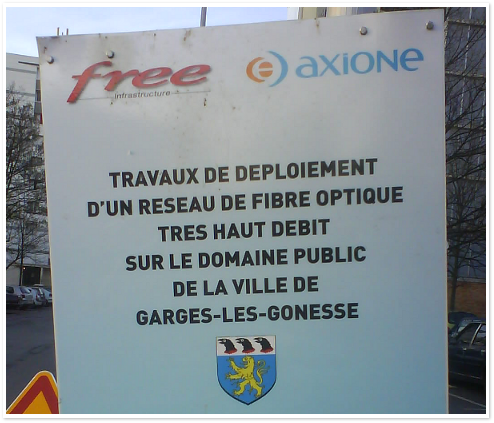 free
infrastructure
axione
TRAVAUX DE DEPLOIEMENT
D'UN RESEAU DE FIBRE OPTIQUE
TRES HAUT DEBIT
SUR LE DOMAINE PUBLIC
DE LA VILLE DE
GARGES-LES-GONESSE